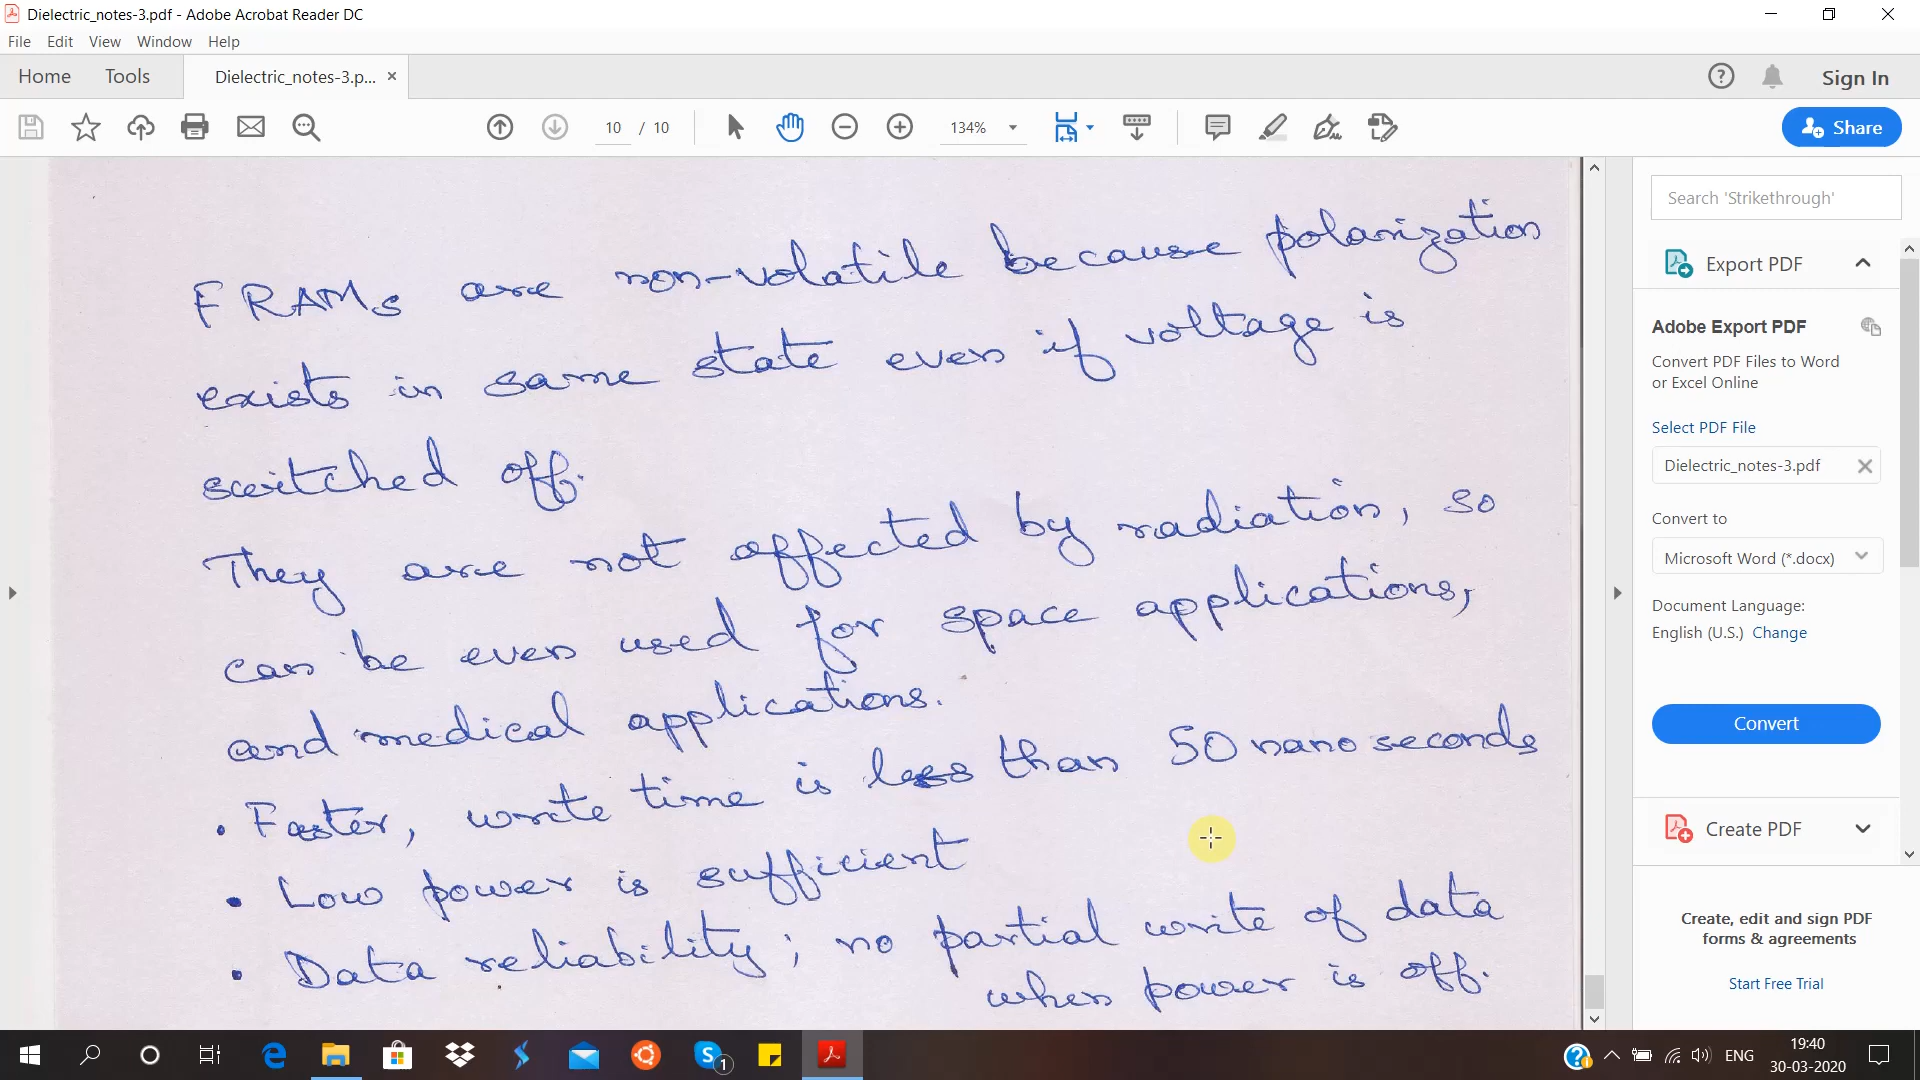 Dielectric_notes-3.pdf - Adobe Acrobat Reader DC
File Edit View Window Help
Home Tools Dielectric_notes-3.p... × Sign In
10 / 10 134% Share
FRAMs are non-volatile because polarization
exists in same state even if voltage is
switched off.
They are not affected by radiation, so
can be even used for space applications,
and medical applications.
• Faster, write time is less than 50 nano seconds
• Low power is sufficient
• Data reliability; no partial write of data
when power is off.
Search 'Strikethrough'
Export PDF
Adobe Export PDF
Convert PDF Files to Word
or Excel Online
Select PDF File
Dielectric_notes-3.pdf
Convert to
Microsoft Word (*.docx)
Document Language:
English (U.S.) Change
Convert
Create PDF
Create, edit and sign PDF
forms & agreements
Start Free Trial
1
ENG
19:40
30-03-2020